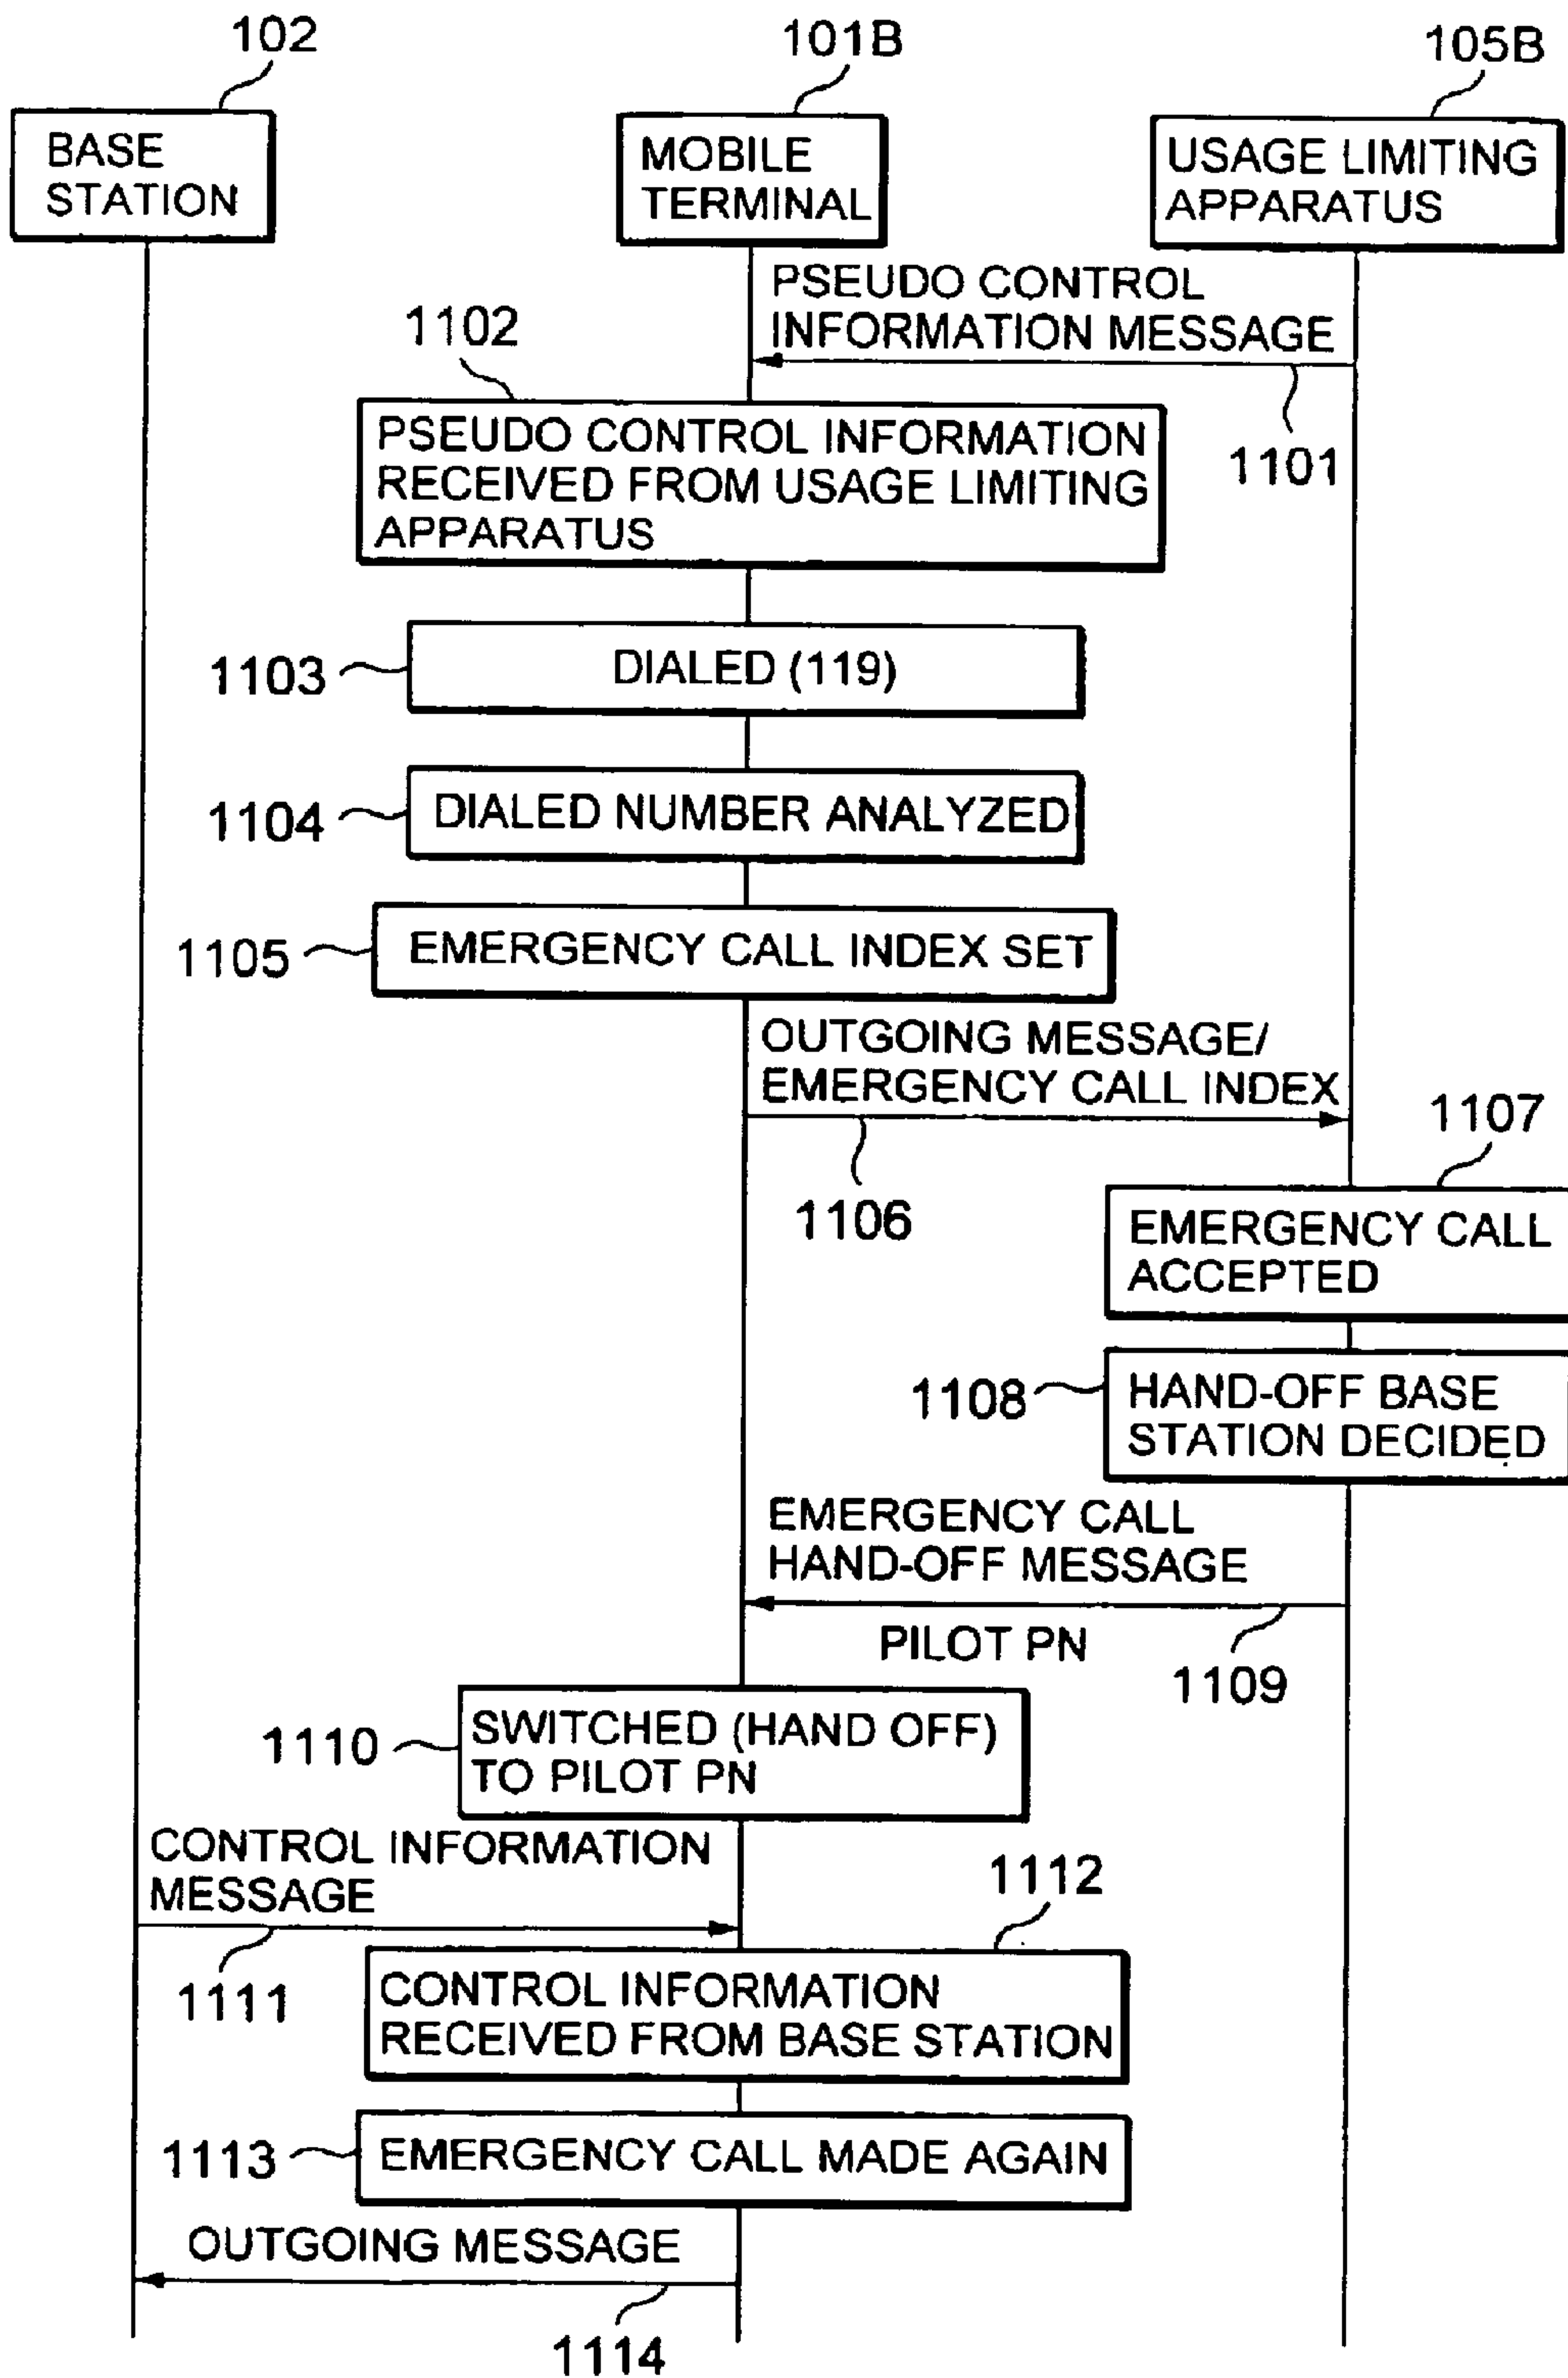 102
101B
105B
BASE
STATION
MOBILE
TERMINAL
USAGE LIMITING
APPARATUS
PSEUDO CONTROL
INFORMATION MESSAGE
1101
1102
PSEUDO CONTROL INFORMATION
RECEIVED FROM USAGE LIMITING
APPARATUS
1103
DIALED (119)
1104
DIALED NUMBER ANALYZED
1105
EMERGENCY CALL INDEX SET
OUTGOING MESSAGE/
EMERGENCY CALL INDEX
1106
1107
EMERGENCY CALL
ACCEPTED
1108
HAND-OFF BASE
STATION DECIDED
EMERGENCY CALL
HAND-OFF MESSAGE
PILOT PN
1109
1110
SWITCHED (HAND OFF)
TO PILOT PN
CONTROL INFORMATION
MESSAGE
1111
1112
CONTROL INFORMATION
RECEIVED FROM BASE STATION
1113
EMERGENCY CALL MADE AGAIN
OUTGOING MESSAGE
1114